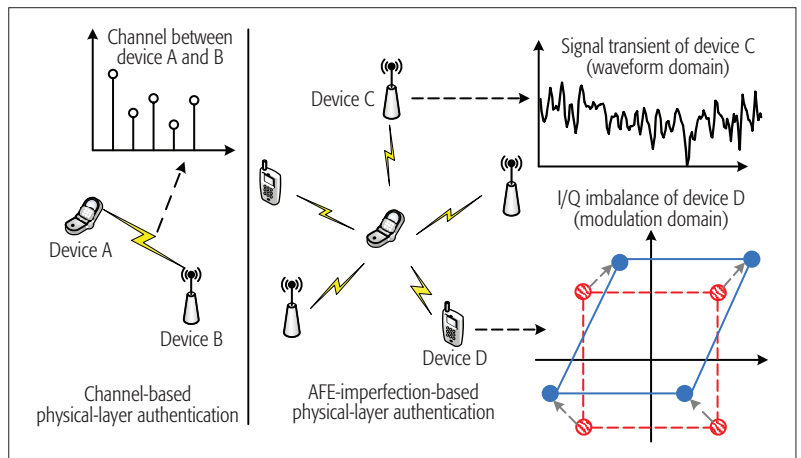 Channel between
device A and B
Device A
Device B
Channel-based
physical-layer authentication
Device C
Device D
AFE-imperfection-based
physical-layer authentication
Signal transient of device C
(waveform domain)
I/Q imbalance of device D
(modulation domain)